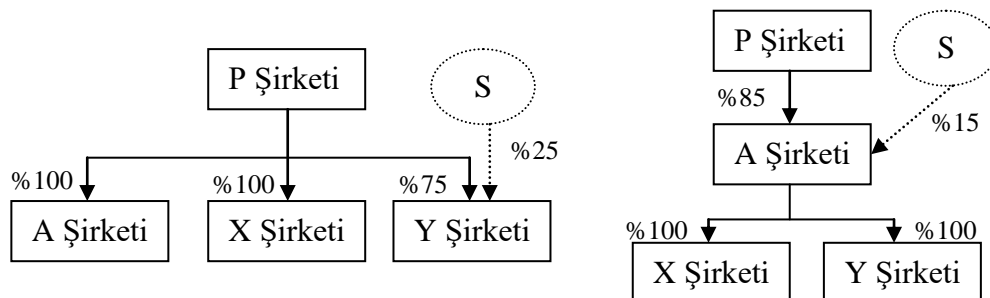 P Şirketi
S
%25
%100
%100
%75
A Şirketi
X Şirketi
Y Şirketi
P Şirketi
S
%85
%15
A Şirketi
%100
%100
X Şirketi
Y Şirketi